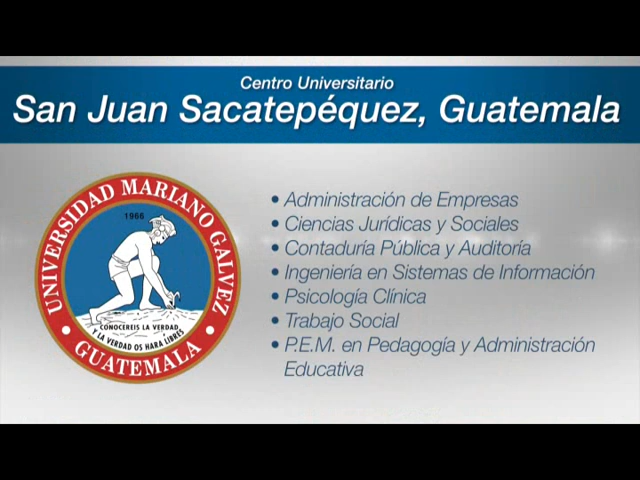 Centro Universitario
San Juan Sacatepéquez, Guatemala
UNIVERSIDAD MARIANO GALVEZ
1966
CONOCEREIS LA VERDAD
Y LA VERDAD OS HARA LIBRES
• GUATEMALA •
• Administración de Empresas
• Ciencias Jurídicas y Sociales
• Contaduría Pública y Auditoría
• Ingeniería en Sistemas de Información
• Psicología Clínica
• Trabajo Social
• P.E.M. en Pedagogía y Administración
Educativa